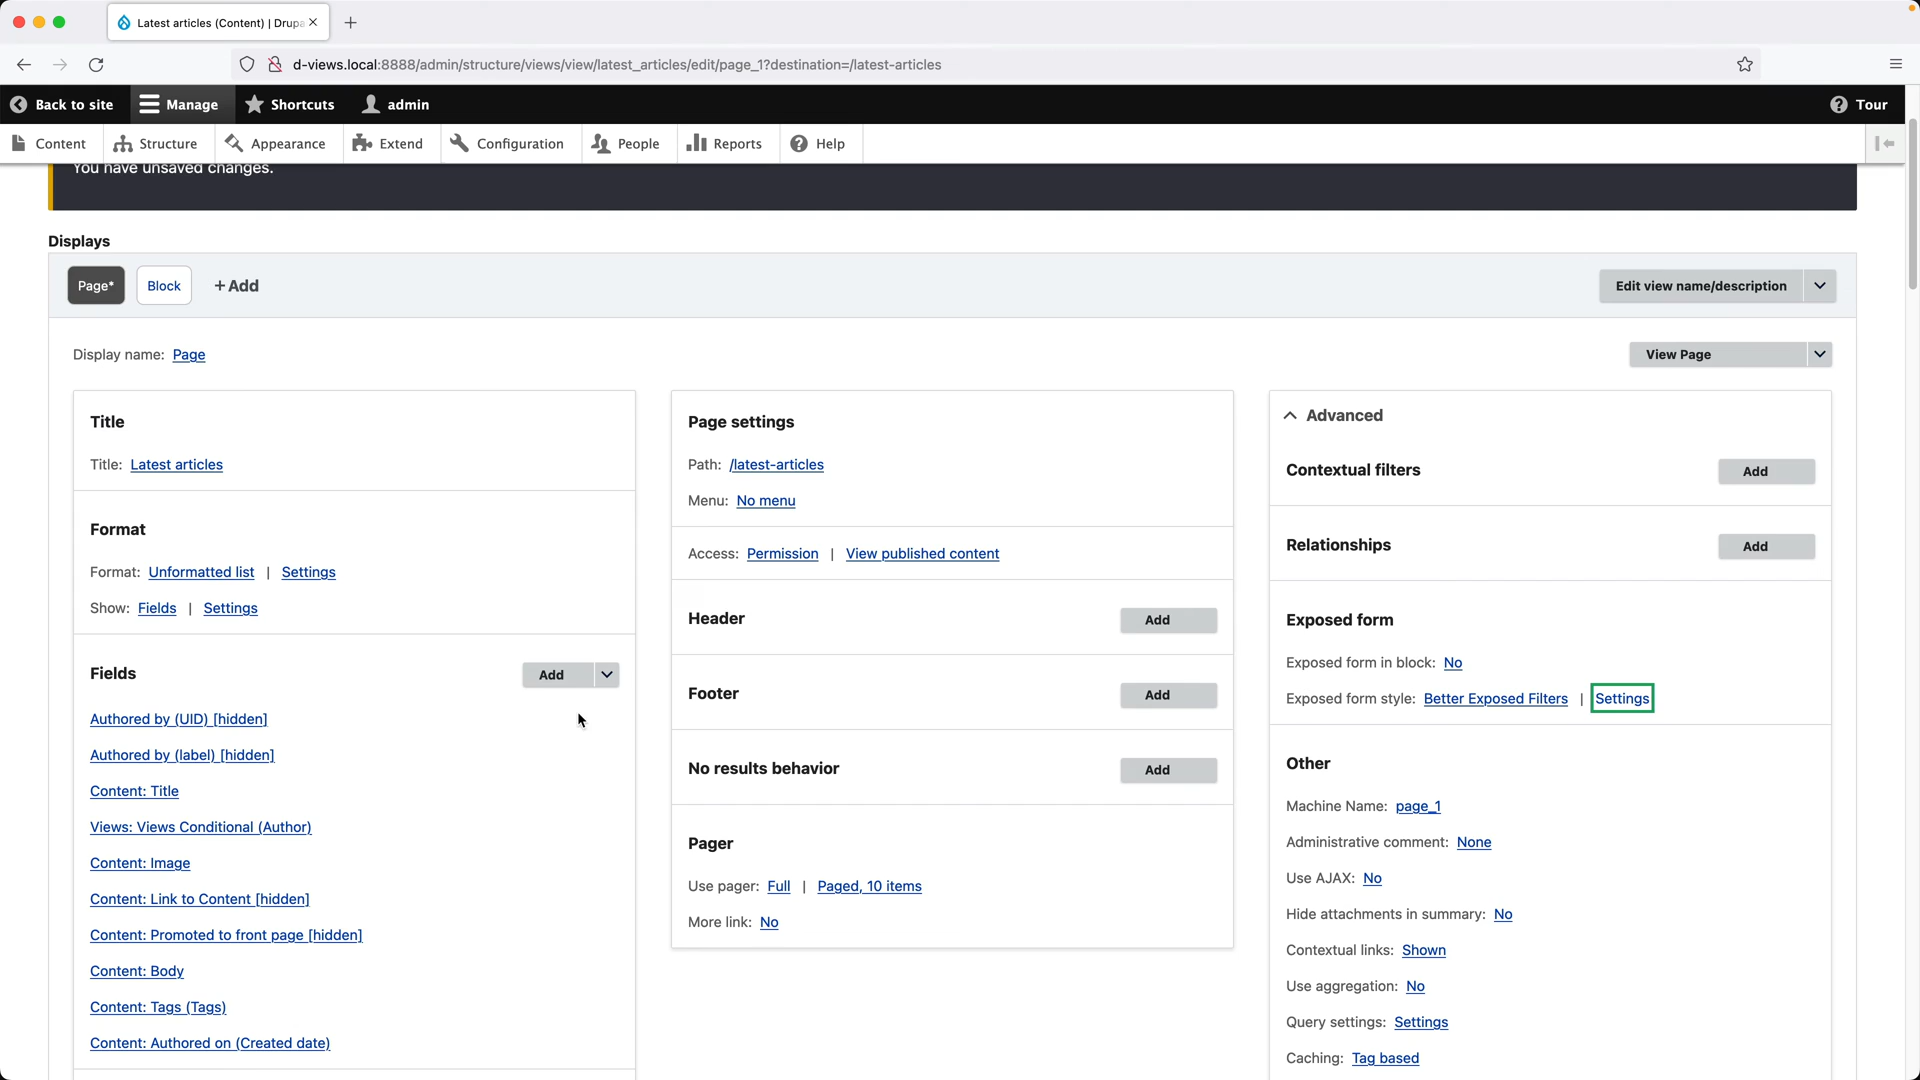 Latest articles (Content) | Drupa
d-views.local:8888/admin/structure/views/view/latest_articles/edit/page_1?destination=/latest-articles
Back to site
Manage
Shortcuts
admin
Tour
Content
Structure
Appearance
Extend
Configuration
People
Reports
Help
You have unsaved changes.
Displays
Page*
Block
+ Add
Edit view name/description
Display name: Page
View Page
Title
Title: Latest articles
Format
Format: Unformatted list | Settings
Show: Fields | Settings
Fields
Add
Authored by (UID) [hidden]
Authored by (label) [hidden]
Content: Title
Views: Views Conditional (Author)
Content: Image
Content: Link to Content [hidden]
Content: Promoted to front page [hidden]
Content: Body
Content: Tags (Tags)
Content: Authored on (Created date)
Page settings
Path: /latest-articles
Menu: No menu
Access: Permission | View published content
Header
Add
Footer
Add
No results behavior
Add
Pager
Use pager: Full | Paged, 10 items
More link: No
Advanced
Contextual filters
Add
Relationships
Add
Exposed form
Exposed form in block: No
Exposed form style: Better Exposed Filters | Settings
Other
Machine Name: page_1
Administrative comment: None
Use AJAX: No
Hide attachments in summary: No
Contextual links: Shown
Use aggregation: No
Query settings: Settings
Caching: Tag based